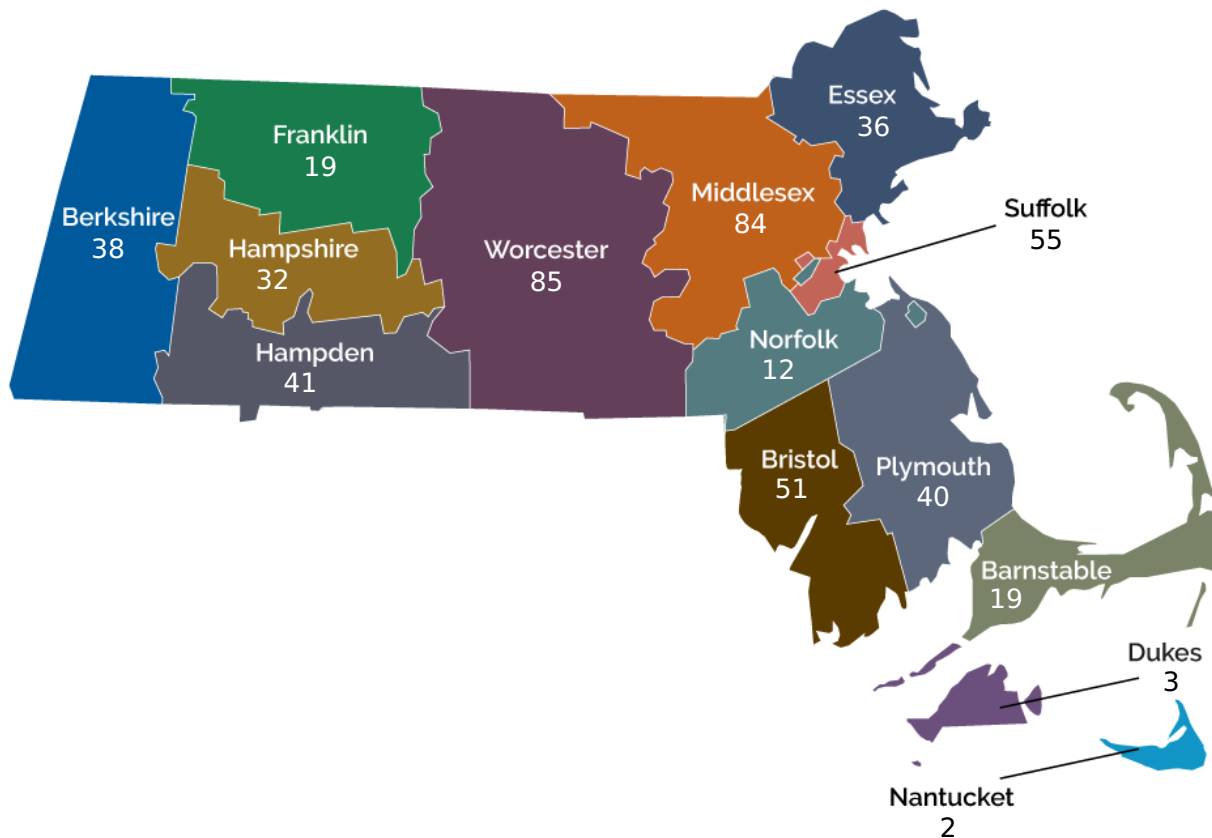 Essex
36
Franklin
19
Middlesex
84
Suffolk
55
Berkshire
38
Hampshire
32
Worcester
85
Norfolk
12
Hampden
41
Bristol
51
Plymouth
40
Barnstable
19
Dukes
3
Nantucket
2